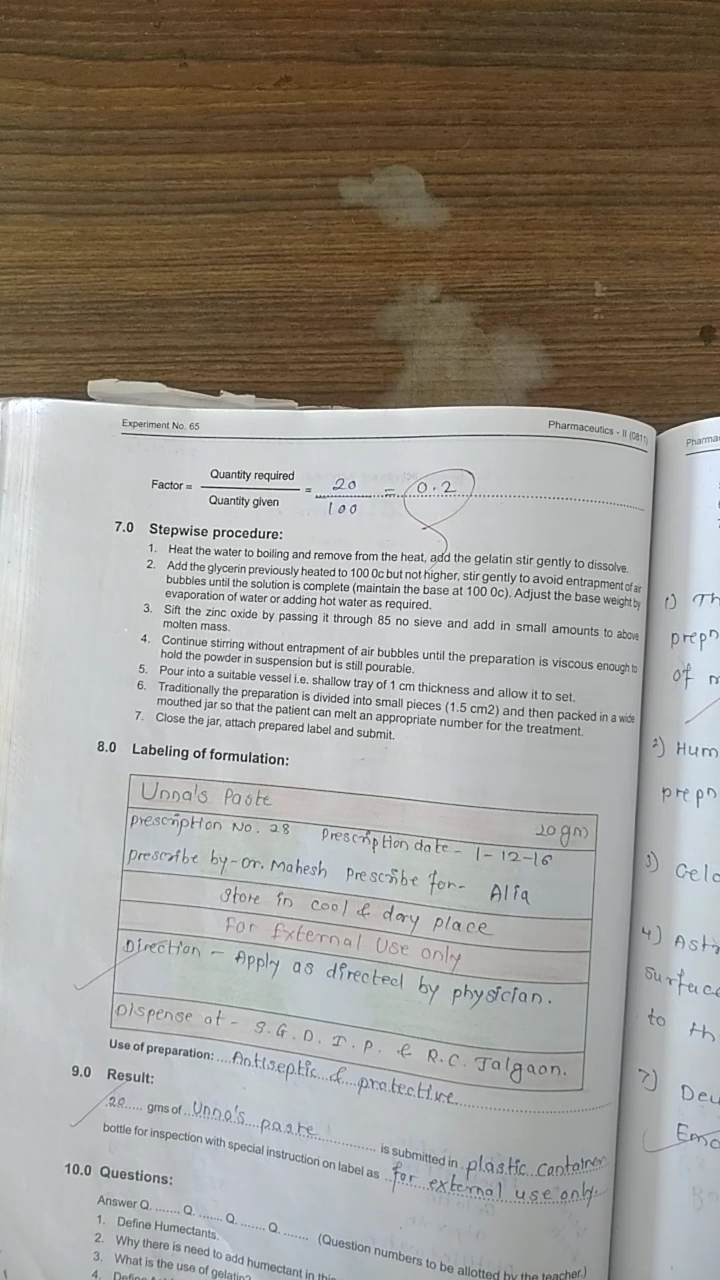 Experiment No. 65
Pharmaceutics - II (0811)
Factor = Quantity required / Quantity given = 20 / 100 = 0.2
7.0 Stepwise procedure:
1. Heat the water to boiling and remove from the heat, add the gelatin stir gently to dissolve.
2. Add the glycerin previously heated to 100 0c but not higher, stir gently to avoid entrapment of air
bubbles until the solution is complete (maintain the base at 100 0c). Adjust the base weight by
evaporation of water or adding hot water as required.
3. Sift the zinc oxide by passing it through 85 no sieve and add in small amounts to above
molten mass.
4. Continue stirring without entrapment of air bubbles until the preparation is viscous enough to
hold the powder in suspension but is still pourable.
5. Pour into a suitable vessel i.e. shallow tray of 1 cm thickness and allow it to set.
6. Traditionally the preparation is divided into small pieces (1.5 cm2) and then packed in a wide
mouthed jar so that the patient can melt an appropriate number for the treatment.
7. Close the jar, attach prepared label and submit.
8.0 Labeling of formulation:
Unna's Paste 20 gm
Prescription No. 28 Prescription date - 1-12-16
Prescribe by - Dr. Mahesh Prescribe for - Alia
Store in cool & dary place
For External Use only
Direction - Apply as directed by physician.
Dispense at - S.G.D.I.P. & R.C. Jalgaon.
Use of preparation: Antiseptic & protective
9.0 Result:
20 gms of Unna's paste is submitted in plastic container
bottle for inspection with special instruction on label as for external use only.
10.0 Questions:
Answer Q. ....... Q. ....... Q. ....... Q. ....... (Question numbers to be allotted by the teacher.)
1. Define Humectants.
2. Why there is need to add humectant in this
3. What is the use of gelatin?
4. Define
Pharma
1) Th
prepn
of
2) Hum
prepn
3) Gela
4) Ast
surface
to th
7)